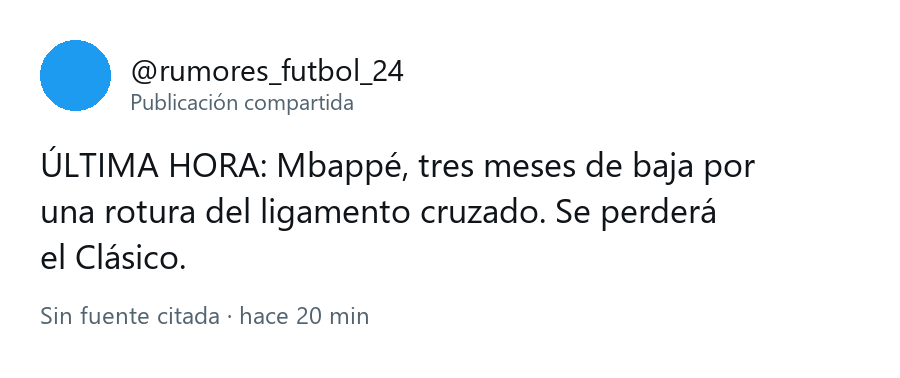 @rumores_futbol_24
Publicación compartida
ÚLTIMA HORA: Mbappé, tres meses de baja por
una rotura del ligamento cruzado. Se perderá
el Clásico.
Sin fuente citada · hace 20 min